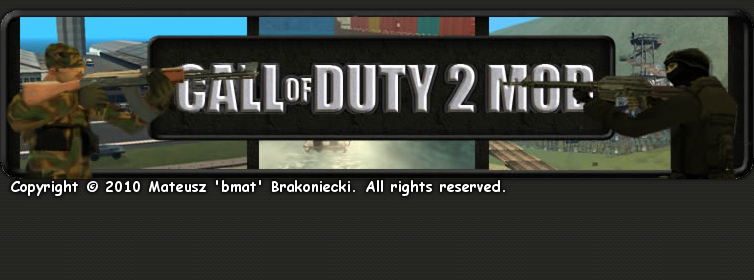 CALL OF DUTY 2 MOD
Copyright © 2010 Mateusz 'bmat' Brakoniecki. All rights reserved.